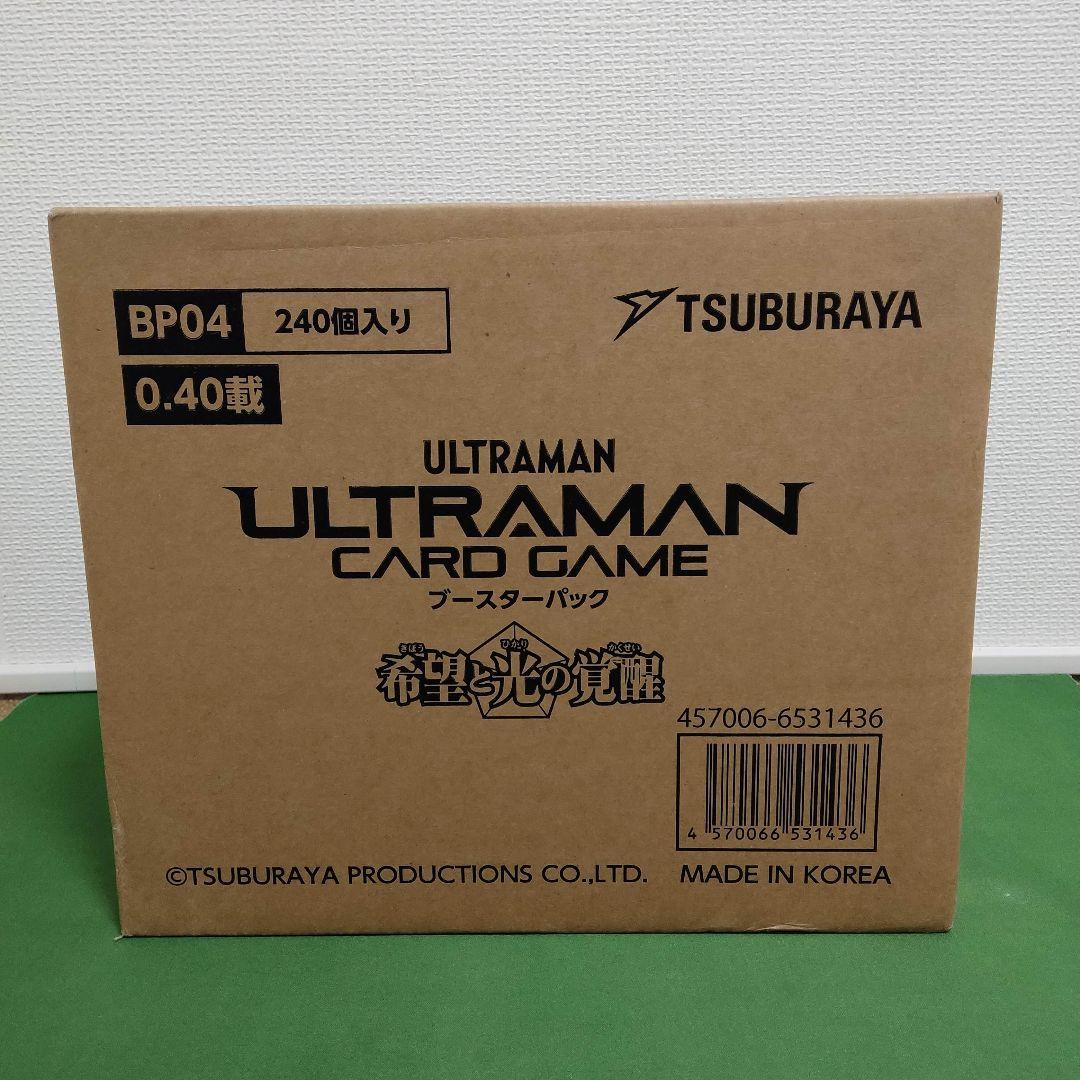 BP04 240個入り
TSUBURAYA
0.40載
ULTRAMAN
ULTRAMAN
CARD GAME
ブースターパック
きぼう ひかり かくせい
希望と光の覚醒
457006-6531436
4 570066 531436
©TSUBURAYA PRODUCTIONS CO.,LTD. MADE IN KOREA